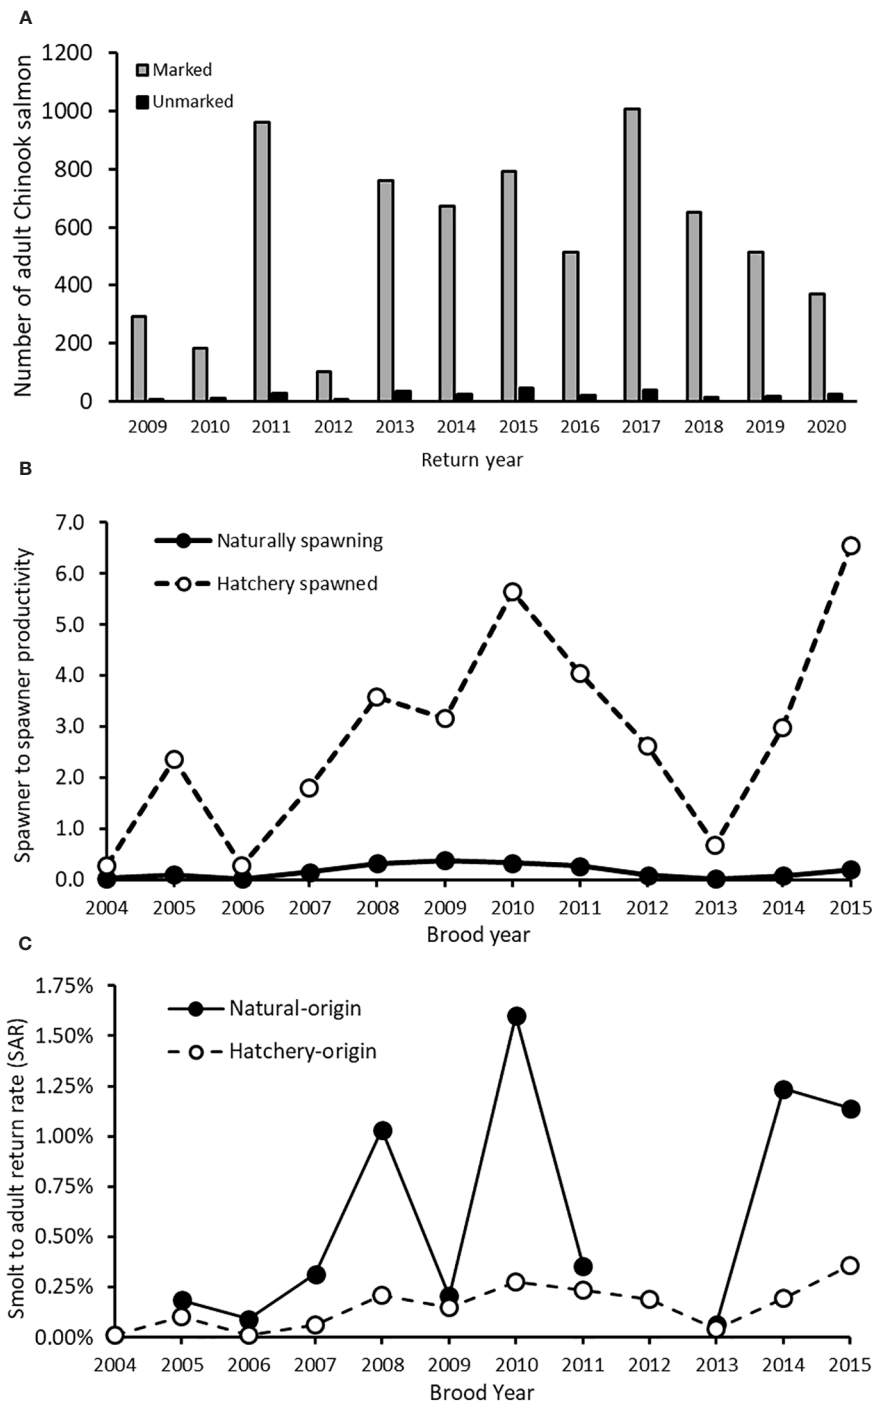 A
Number of adult Chinook salmon
1200
1000
800
600
400
200
0
Marked
Unmarked
2009 2010 2011 2012 2013 2014 2015 2016 2017 2018 2019 2020
Return year
B
Spawner to spawner productivity
7.0
6.0
5.0
4.0
3.0
2.0
1.0
0.0
Naturally spawning
Hatchery spawned
2004 2005 2006 2007 2008 2009 2010 2011 2012 2013 2014 2015
Brood year
C
Smolt to adult return rate (SAR)
1.75%
1.50%
1.25%
1.00%
0.75%
0.50%
0.25%
0.00%
Natural-origin
Hatchery-origin
2004 2005 2006 2007 2008 2009 2010 2011 2012 2013 2014 2015
Brood Year